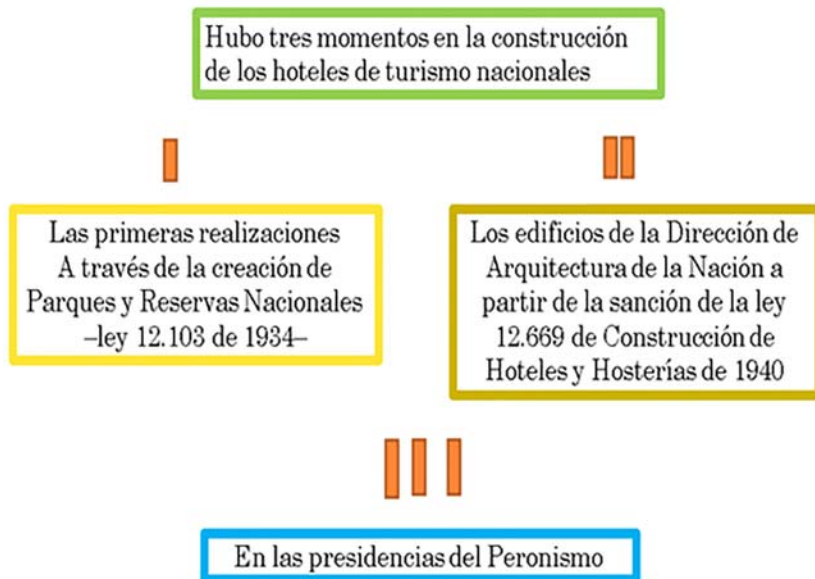 Hubo tres momentos en la construcción
de los hoteles de turismo nacionales
Las primeras realizaciones
A través de la creación de
Parques y Reservas Nacionales
–ley 12.103 de 1934–
Los edificios de la Dirección de
Arquitectura de la Nación a
partir de la sanción de la ley
12.669 de Construcción de
Hoteles y Hosterías de 1940
En las presidencias del Peronismo